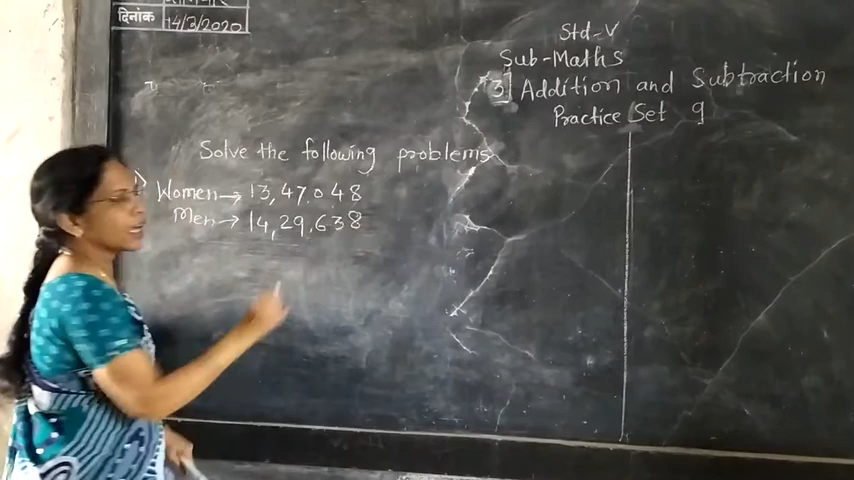 दिनांक 14/3/2020
Std-V
Sub-Maths
3] Addition and Subtraction
Practice Set 9
Solve the following problems
Women → 13,47,048
Men → 14,29,638